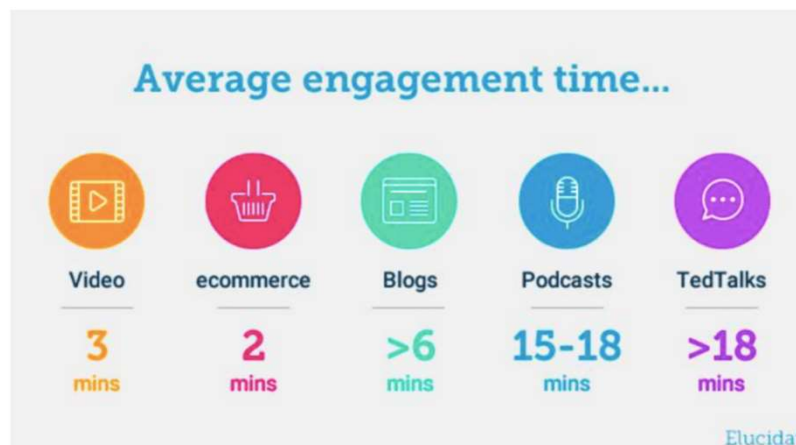 Average engagement time...
Video
ecommerce
Blogs
Podcasts
TedTalks
3
2
>6
15-18
>18
mins
mins
mins
mins
mins